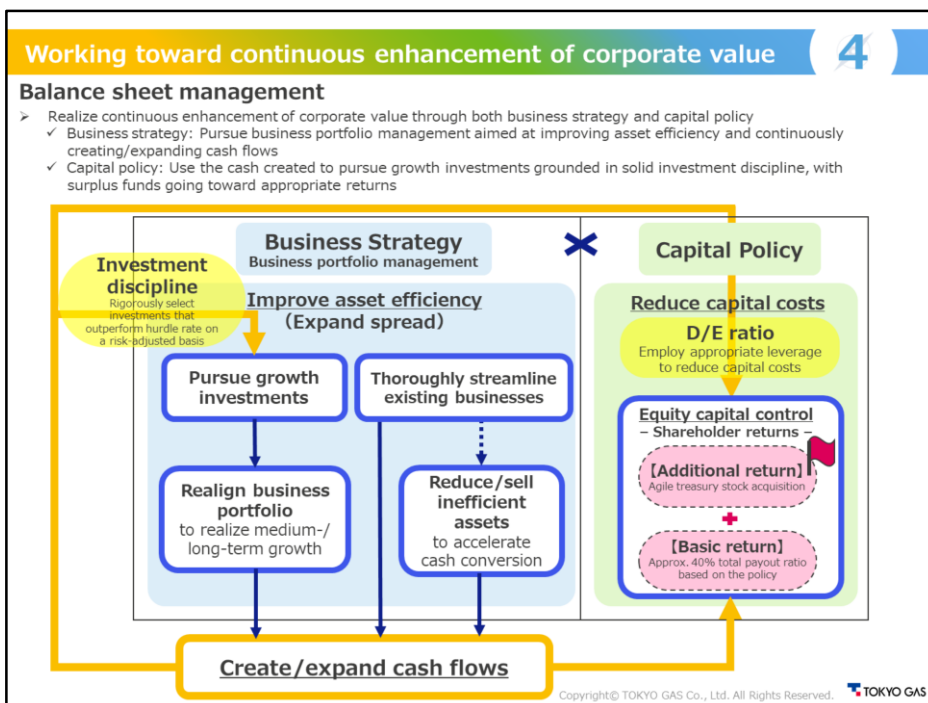 Working toward continuous enhancement of corporate value
4
Balance sheet management
➢ Realize continuous enhancement of corporate value through both business strategy and capital policy
✓ Business strategy: Pursue business portfolio management aimed at improving asset efficiency and continuously
creating/expanding cash flows
✓ Capital policy: Use the cash created to pursue growth investments grounded in solid investment discipline, with
surplus funds going toward appropriate returns
Business Strategy
Business portfolio management
Capital Policy
Investment
discipline
Rigorously select
investments that
outperform hurdle rate on
a risk-adjusted basis
Improve asset efficiency
（Expand spread）
Pursue growth
investments
Thoroughly streamline
existing businesses
Realign business
portfolio
to realize medium-/
long-term growth
Reduce/sell
inefficient
assets
to accelerate
cash conversion
Reduce capital costs
D/E ratio
Employ appropriate leverage
to reduce capital costs
Equity capital control
– Shareholder returns –
【Additional return】
Agile treasury stock acquisition
+
【Basic return】
Approx. 40% total payout ratio
based on the policy
Create/expand cash flows
Copyright© TOKYO GAS Co., Ltd. All Rights Reserved.
TOKYO GAS